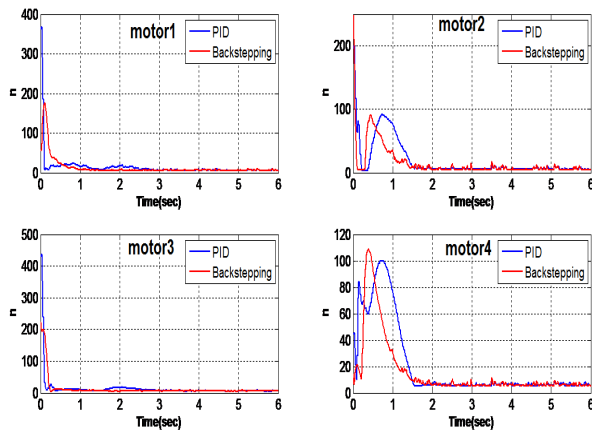 motor1
PID
Backstepping
n
400
300
200
100
0
0 1 2 3 4 5 6
Time(sec)
motor2
PID
Backstepping
n
200
100
0
0 1 2 3 4 5 6
Time(sec)
motor3
PID
Backstepping
n
500
400
300
200
100
0
0 1 2 3 4 5 6
Time(sec)
motor4
PID
Backstepping
n
120
100
80
60
40
20
0
0 1 2 3 4 5 6
Time(sec)